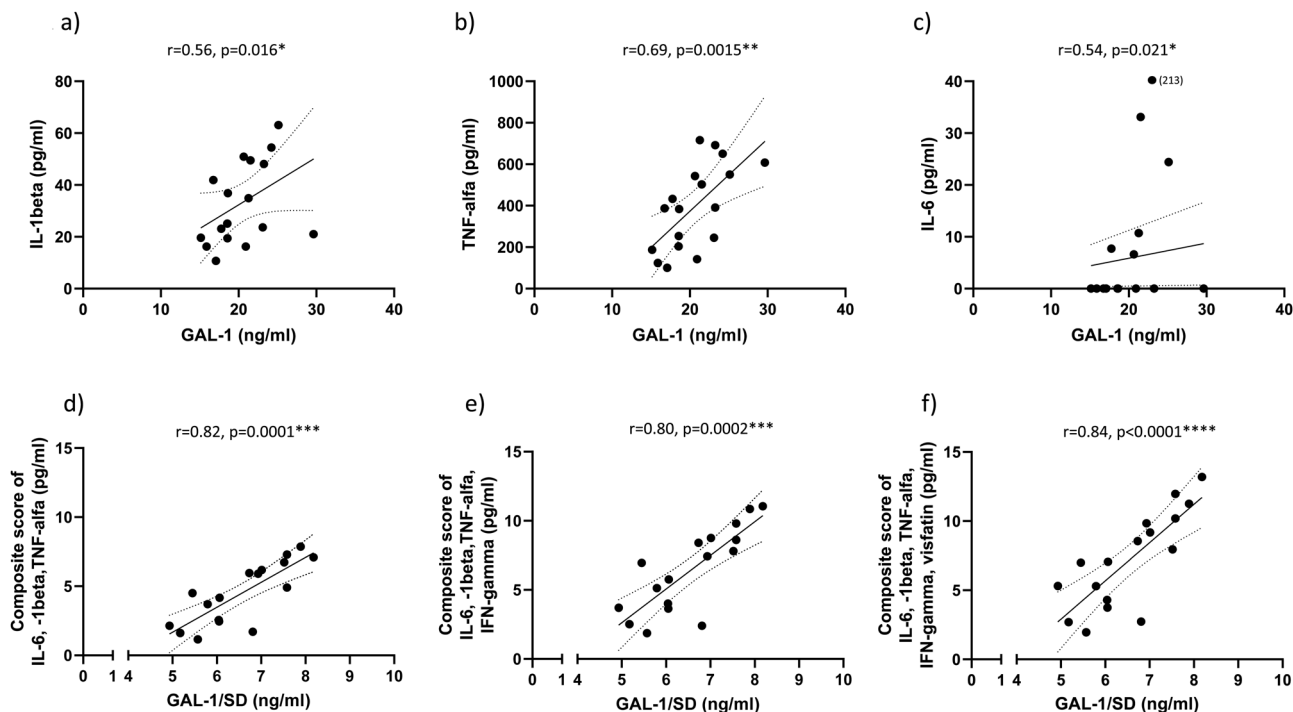 a)
r=0.56, p=0.016*
IL-1beta (pg/ml)
80
60
40
20
0
0 10 20 30 40
GAL-1 (ng/ml)
b)
r=0.69, p=0.0015**
TNF-alfa (pg/ml)
1000
800
600
400
200
0
0 10 20 30 40
GAL-1 (ng/ml)
c)
r=0.54, p=0.021*
(213)
IL-6 (pg/ml)
40
30
20
10
0
0 10 20 30 40
GAL-1 (ng/ml)
d)
r=0.82, p=0.0001***
Composite score of
IL-6, -1beta,TNF-alfa (pg/ml)
15
10
5
0
0 1 4 5 6 7 8 9 10
GAL-1/SD (ng/ml)
e)
r=0.80, p=0.0002***
Composite score of
IL-6, -1beta,TNF-alfa,
IFN-gamma (pg/ml)
15
10
5
0
0 1 4 5 6 7 8 9 10
GAL-1/SD (ng/ml)
f)
r=0.84, p<0.0001****
Composite score of
IL-6, -1beta, TNF-alfa,
IFN-gamma, visfatin (pg/ml)
15
10
5
0
0 1 4 5 6 7 8 9 10
GAL-1/SD (ng/ml)